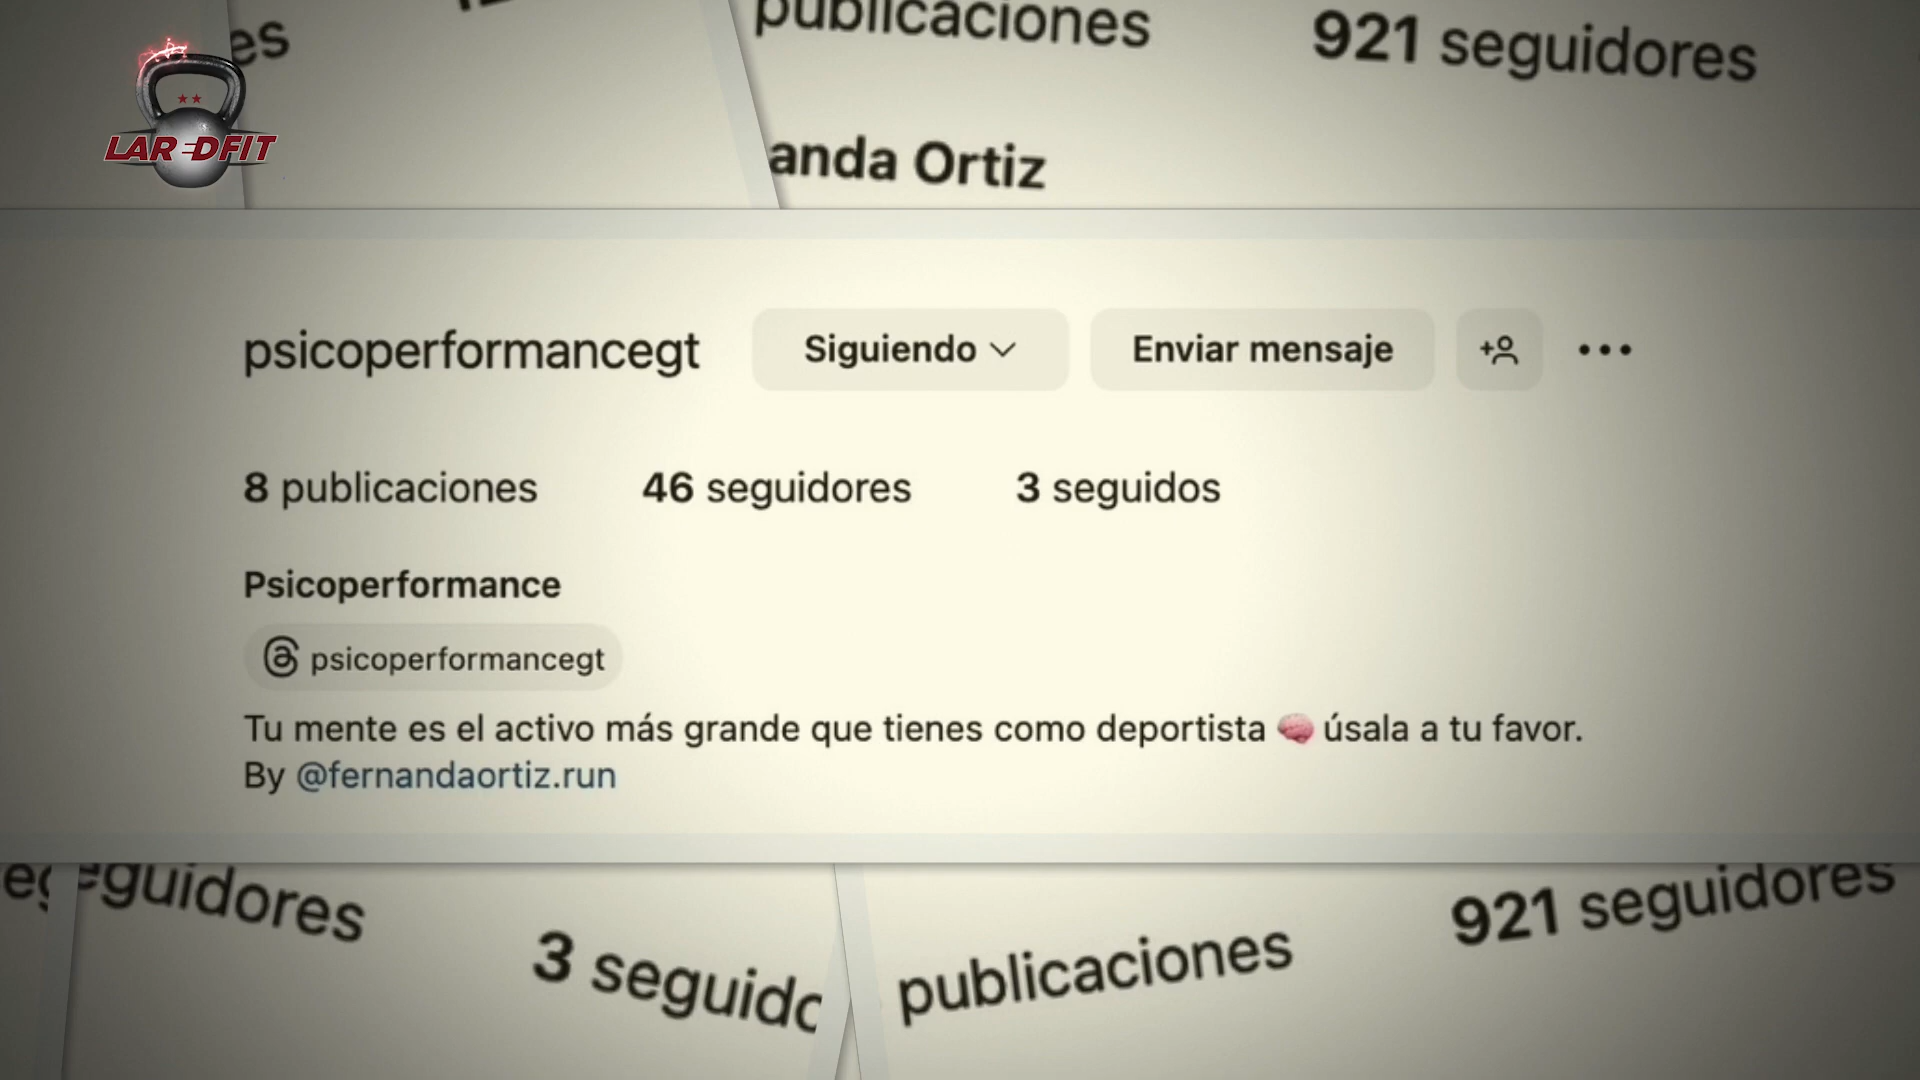 es
publicaciones
921 seguidores
LAR DFIT
anda Ortiz
psicoperformancegt
Siguiendo
Enviar mensaje
8 publicaciones
46 seguidores
3 seguidos
Psicoperformance
psicoperformancegt
Tu mente es el activo más grande que tienes como deportista 🧠 úsala a tu favor.
By @fernandaortiz.run
eguidores
3 seguido
publicaciones
921 seguidores